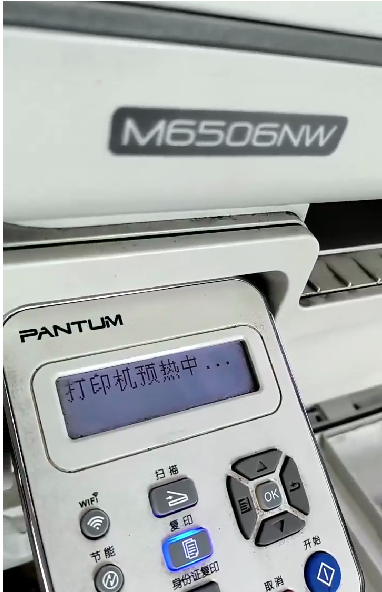 M6506NW
PANTUM
打印机预热中...
扫描
WIFI
OK
复印
节能
开始
身份证复印
取消